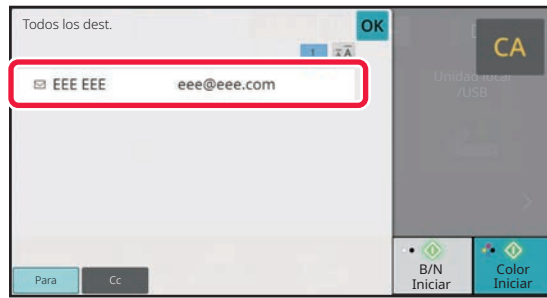 Todos los dest.
OK
CA
1
EEE EEE eee@eee.com
Unidad local
/USB
Para
Cc
B/N
Iniciar
Color
Iniciar